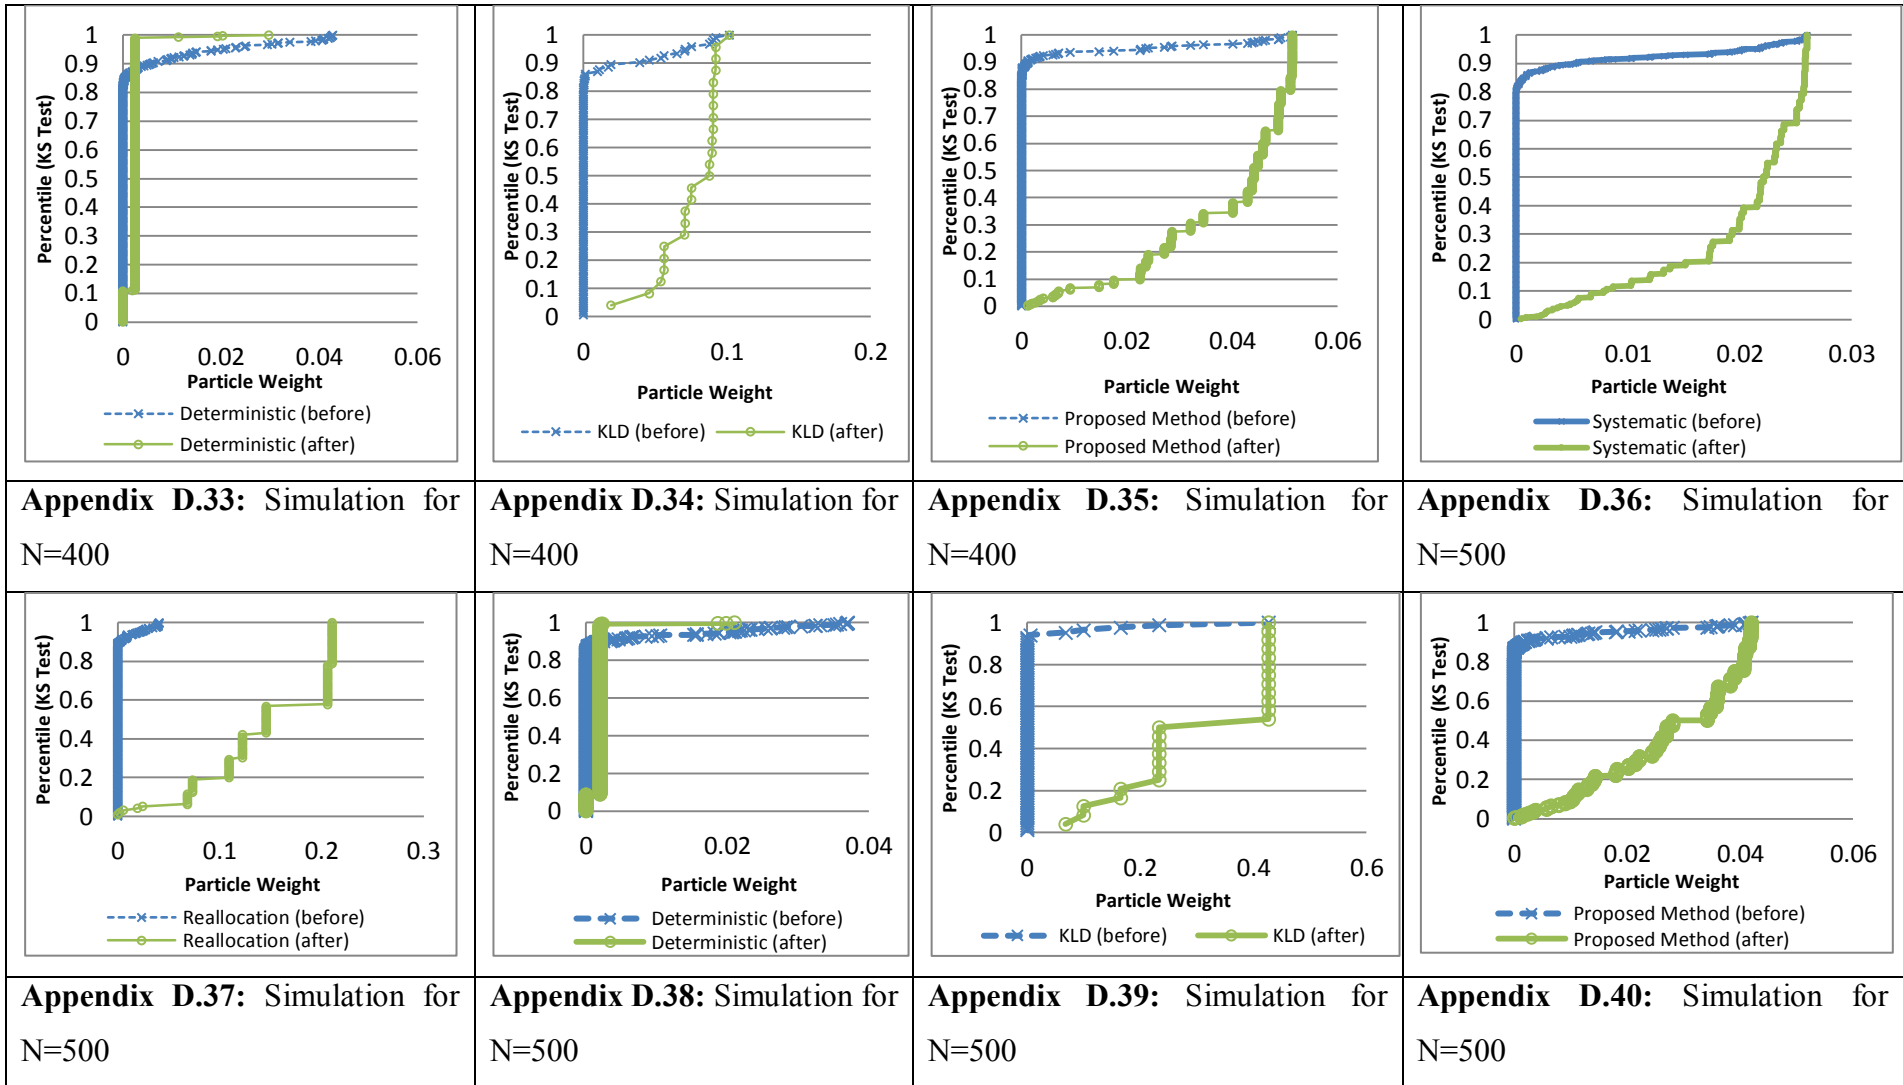 Percentile (KS Test)
1
0.9
0.8
0.7
0.6
0.5
0.4
0.3
0.2
0.1
0
0 0.02 0.04 0.06
Particle Weight
Deterministic (before)
Deterministic (after)
Percentile (KS Test)
1
0.9
0.8
0.7
0.6
0.5
0.4
0.3
0.2
0.1
0
0 0.1 0.2
Particle Weight
KLD (before) KLD (after)
Percentile (KS Test)
1
0.9
0.8
0.7
0.6
0.5
0.4
0.3
0.2
0.1
0
0 0.02 0.04 0.06
Particle Weight
Proposed Method (before)
Proposed Method (after)
Percentile (KS Test)
1
0.9
0.8
0.7
0.6
0.5
0.4
0.3
0.2
0.1
0
0 0.01 0.02 0.03
Particle Weight
Systematic (before)
Systematic (after)
Appendix D.33: Simulation for
N=400
Appendix D.34: Simulation for
N=400
Appendix D.35: Simulation for
N=400
Appendix D.36: Simulation for
N=500
Percentile (KS Test)
1
0.8
0.6
0.4
0.2
0
0 0.1 0.2 0.3
Particle Weight
Reallocation (before)
Reallocation (after)
Percentile (KS Test)
1
0.8
0.6
0.4
0.2
0
0 0.02 0.04
Particle Weight
Deterministic (before)
Deterministic (after)
Percentile (KS Test)
1
0.8
0.6
0.4
0.2
0
0 0.2 0.4 0.6
Particle Weight
KLD (before) KLD (after)
Percentile (KS Test)
1
0.8
0.6
0.4
0.2
0
0 0.02 0.04 0.06
Particle Weight
Proposed Method (before)
Proposed Method (after)
Appendix D.37: Simulation for
N=500
Appendix D.38: Simulation for
N=500
Appendix D.39: Simulation for
N=500
Appendix D.40: Simulation for
N=500